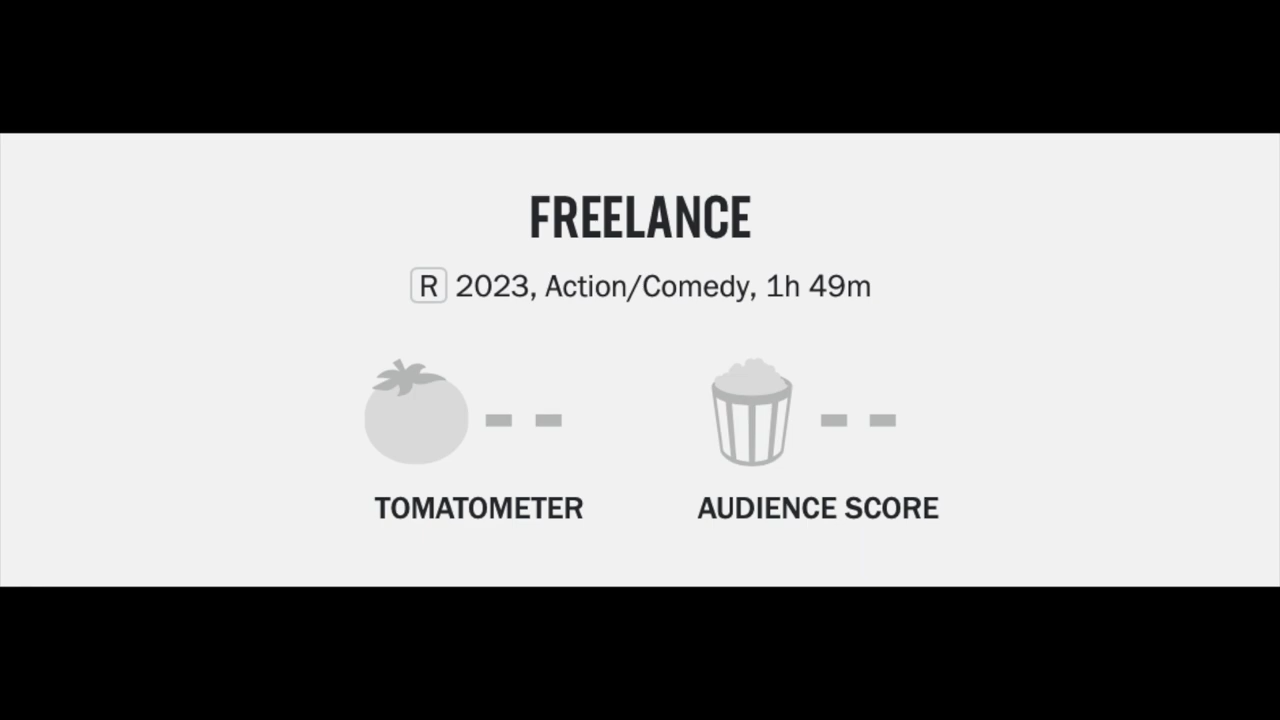 FREELANCE
R 2023, Action/Comedy, 1h 49m
- - - -
TOMATOMETER AUDIENCE SCORE